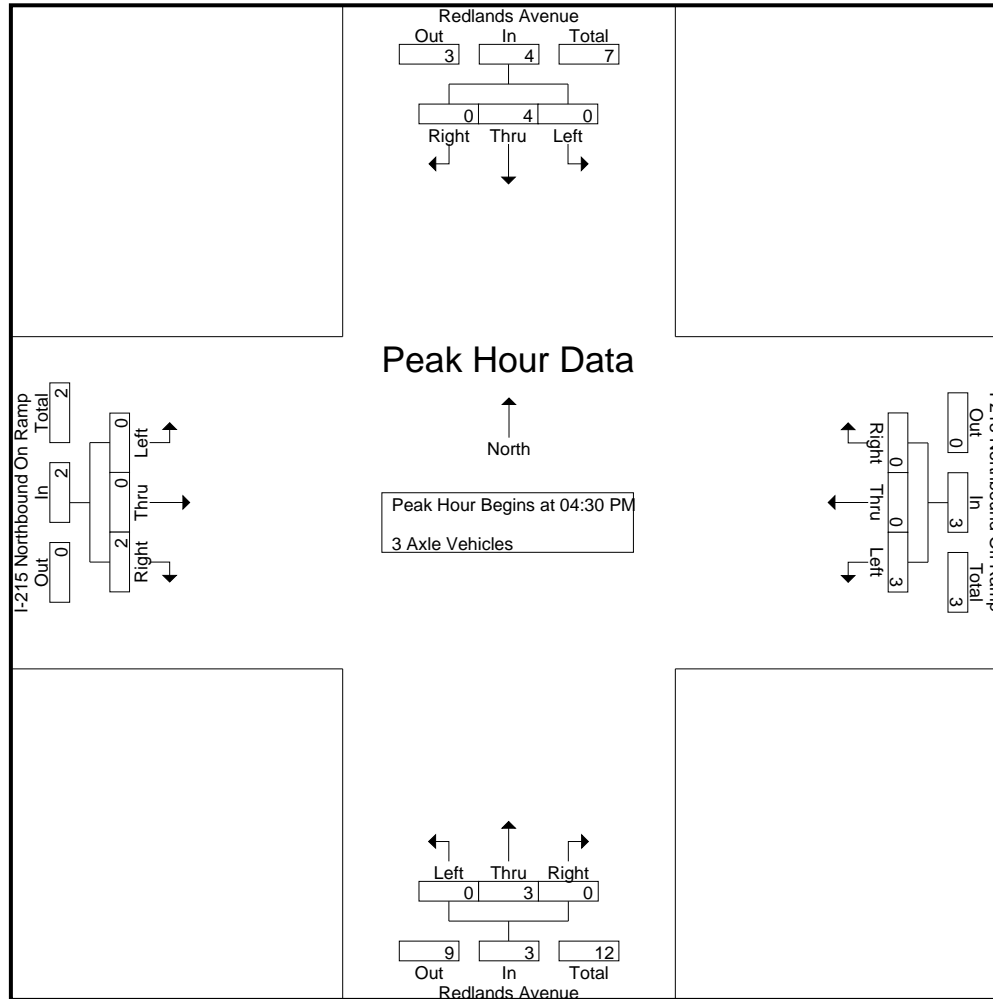 Redlands Avenue
Out In Total
3 4 7
0 4 0
Right Thru Left
Peak Hour Data
North
Peak Hour Begins at 04:30 PM
3 Axle Vehicles
I-215 Northbound On Ramp
Total In Out
2 2 0
0 0 2
Left Thru Right
Right Thru Left
0 0 3
Out In Total
0 3 3
Left Thru Right
0 3 0
9 3 12
Out In Total
Redlands Avenue